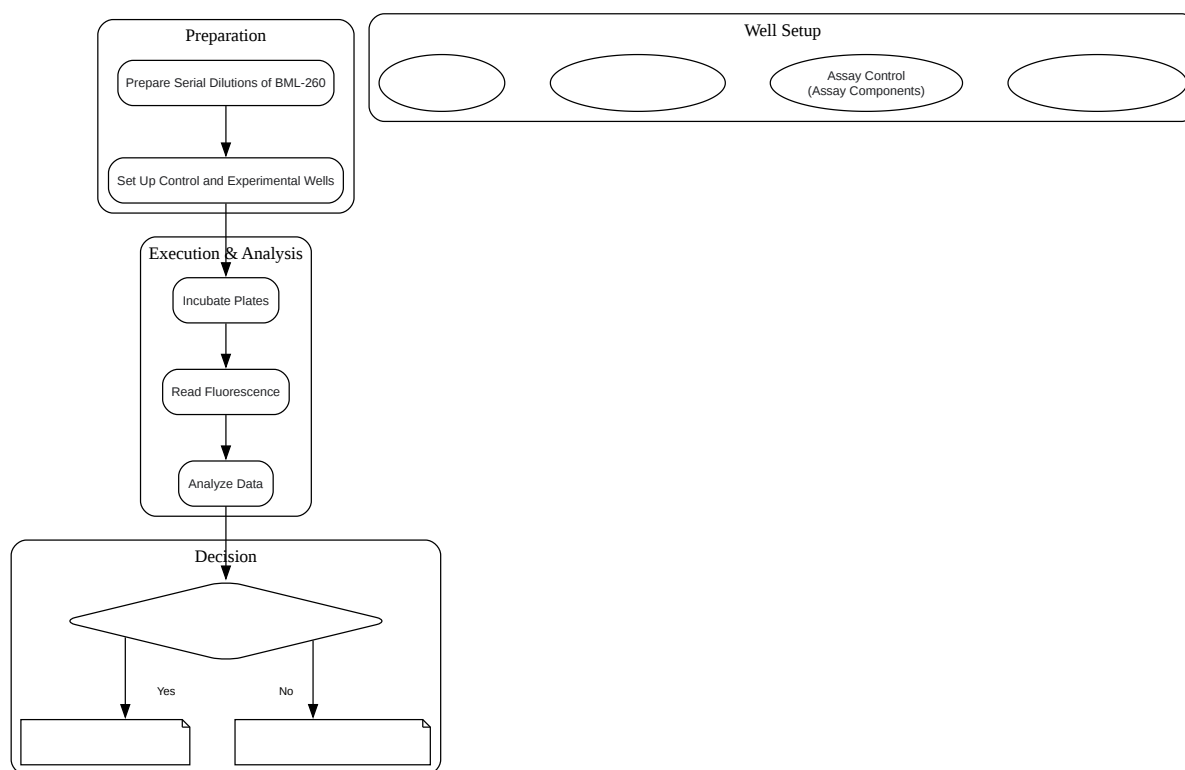 Preparation
Prepare Serial Dilutions of BML-260
Set Up Control and Experimental Wells
Well Setup
Assay Control
(Assay Components)
Execution & Analysis
Incubate Plates
Read Fluorescence
Analyze Data
Decision
Yes
No